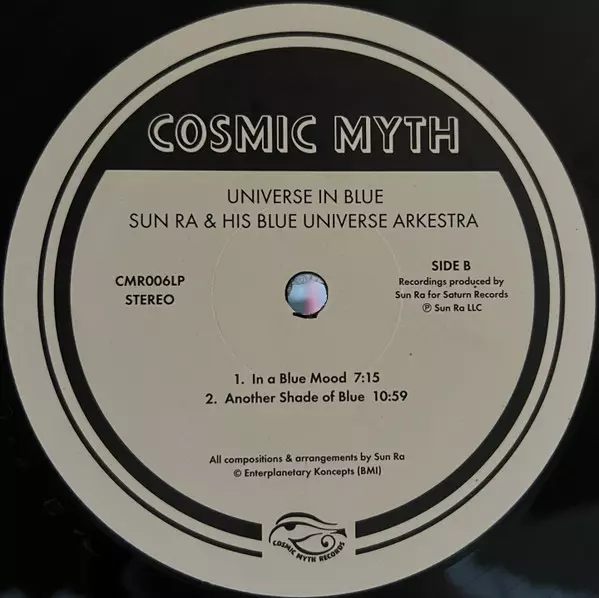 COSMIC MYTH
UNIVERSE IN BLUE
SUN RA & HIS BLUE UNIVERSE ARKESTRA
CMR006LP
STEREO
SIDE B
Recordings produced by
Sun Ra for Saturn Records
℗ Sun Ra LLC
1. In a Blue Mood 7:15
2. Another Shade of Blue 10:59
All compositions & arrangements by Sun Ra
© Enterplanetary Koncepts (BMI)
COSMIC MYTH RECORDS